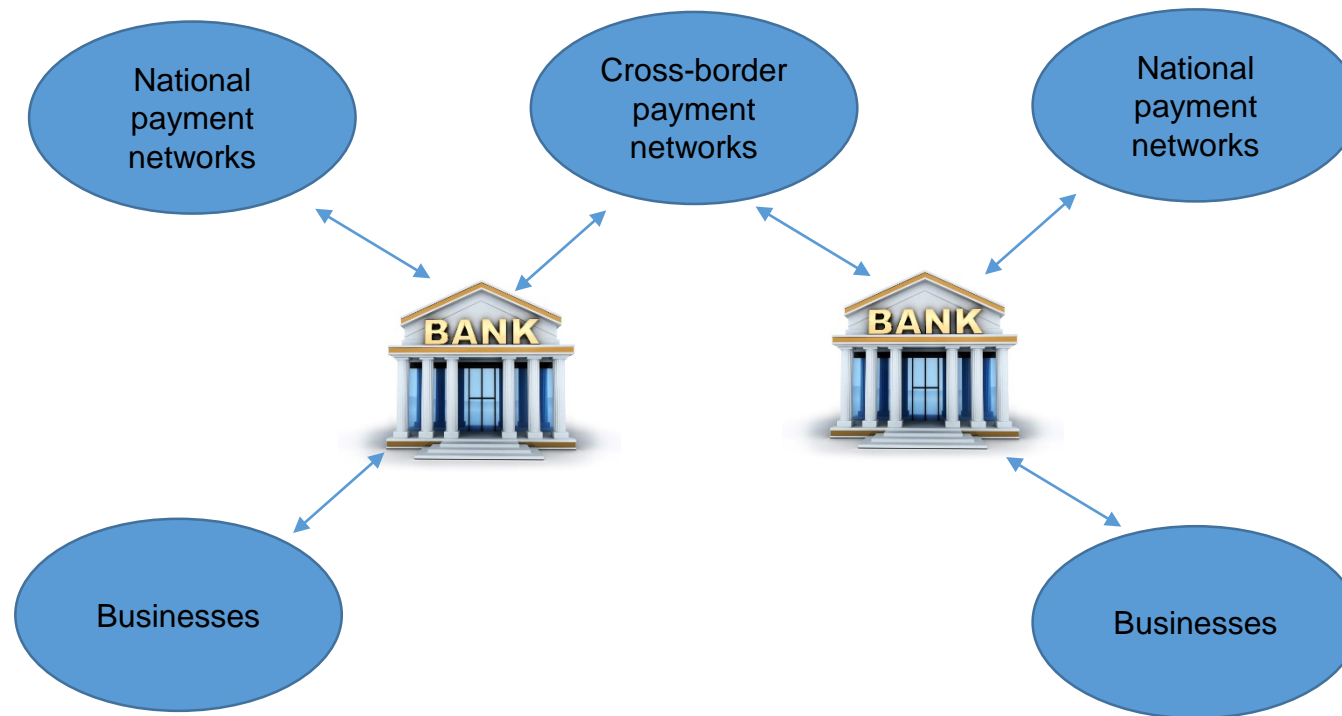 National
payment
networks
Cross-border
payment
networks
National
payment
networks
BANK
BANK
Businesses
Businesses